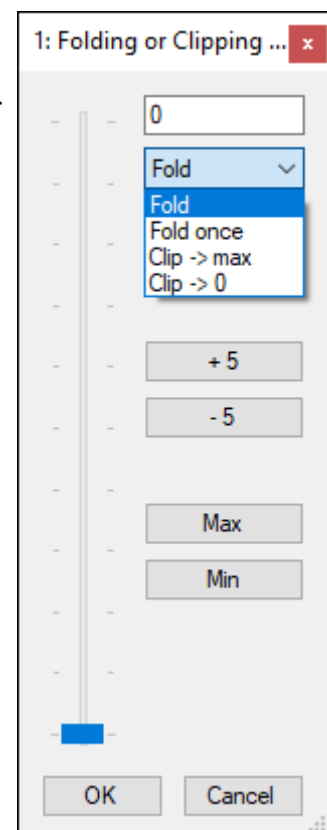 1: Folding or Clipping ...
0
Fold
Fold
Fold once
Clip -> max
Clip -> 0
+ 5
- 5
Max
Min
OK
Cancel